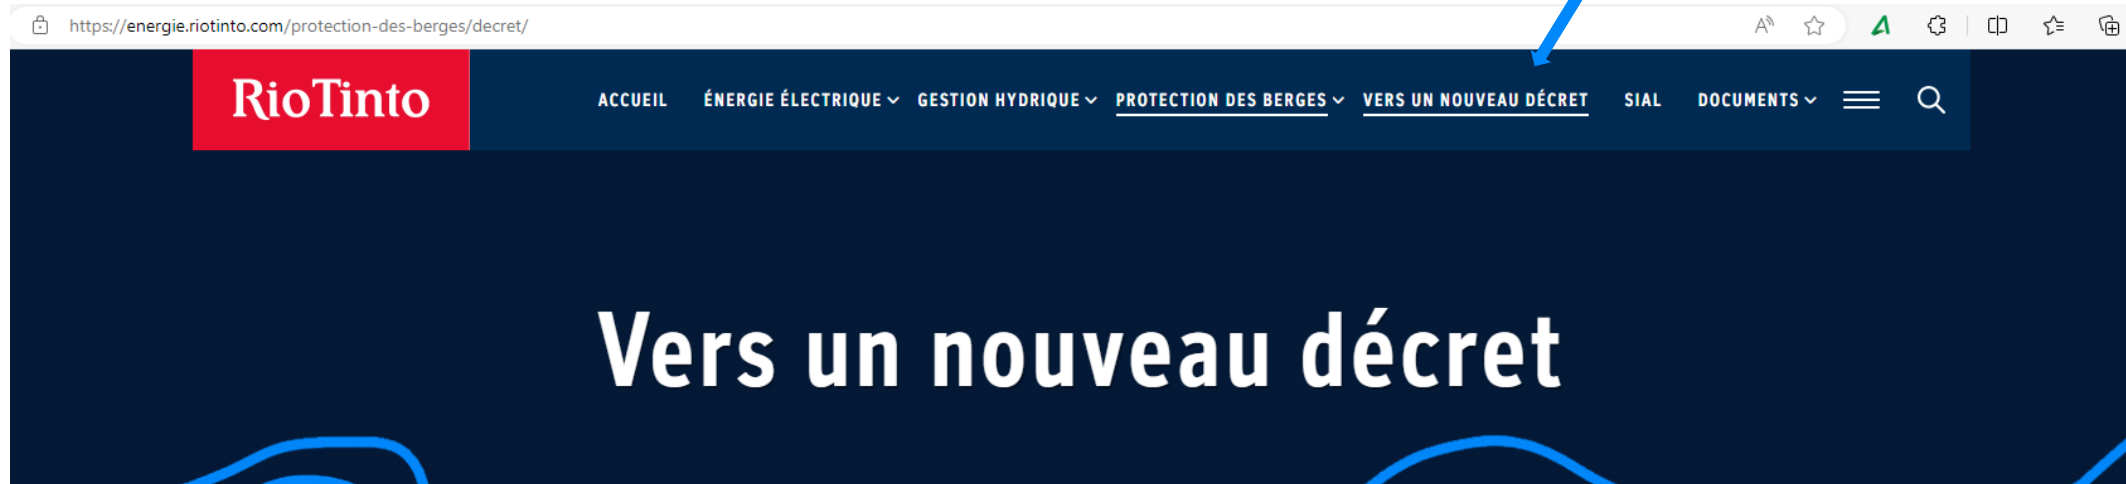 https://energie.riotinto.com/protection-des-berges/decret/
RioTinto
ACCUEIL ÉNERGIE ÉLECTRIQUE GESTION HYDRIQUE PROTECTION DES BERGES VERS UN NOUVEAU DÉCRET SIAL DOCUMENTS
Vers un nouveau décret